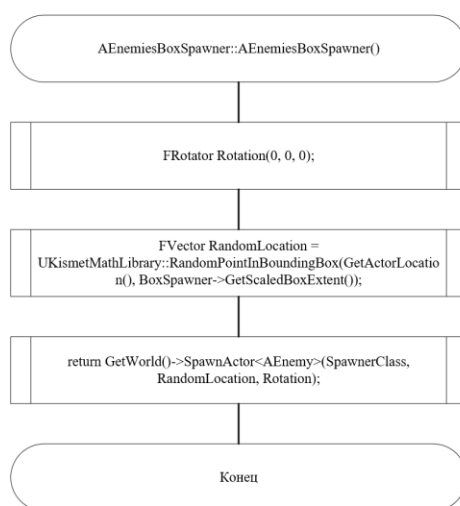 AEnemiesBoxSpawner::AEnemiesBoxSpawner()
FRotator Rotation(0, 0, 0);
FVector RandomLocation =
UKismetMathLibrary::RandomPointInBoundingBox(GetActorLocatio
n(), BoxSpawner->GetScaledBoxExtent());
return GetWorld()->SpawnActor<AEnemy>(SpawnerClass,
RandomLocation, Rotation);
Конец